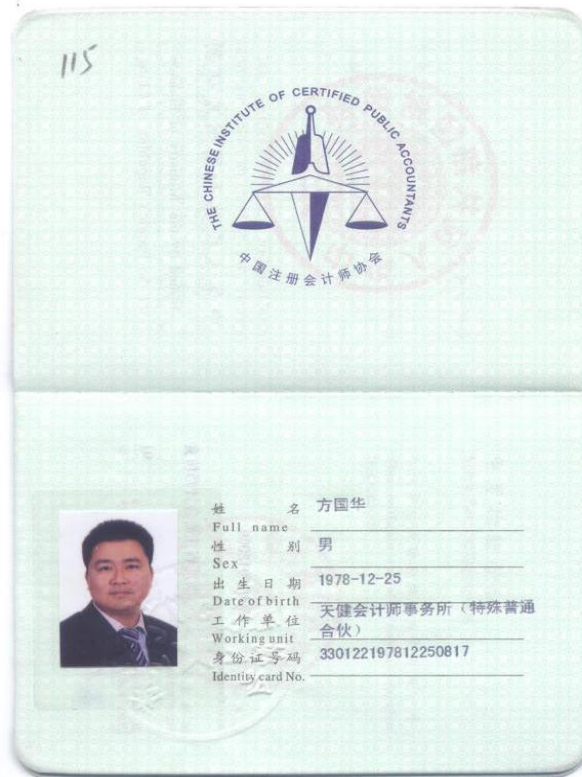 115
THE CHINESE INSTITUTE OF CERTIFIED PUBLIC ACCOUNTANTS
中国注册会计师协会
姓 名 方国华
Full name
性 别 男
Sex
出生日期 1978-12-25
Date of birth
工作单位 天健会计师事务所（特殊普通
合伙）
Working unit
身份证号码 330122197812250817
Identity card No.